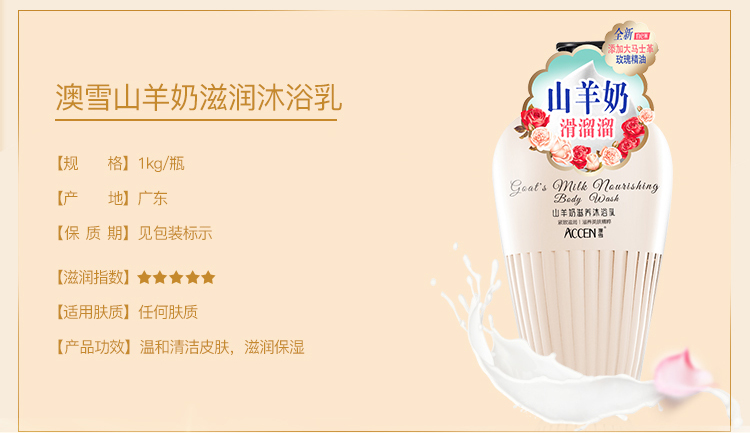 澳雪山羊奶滋润沐浴乳
【规 格】1kg/瓶
【产 地】广东
【保 质 期】见包装标示
【滋润指数】★★★★★
【适用肤质】任何肤质
【产品功效】温和清洁皮肤，滋润保湿
全新
添加大马士革
玫瑰精油
山羊奶
滑溜溜
Goat's Milk Nourishing
Body Wash
山羊奶滋养沐浴乳
ACCEN 澳雪